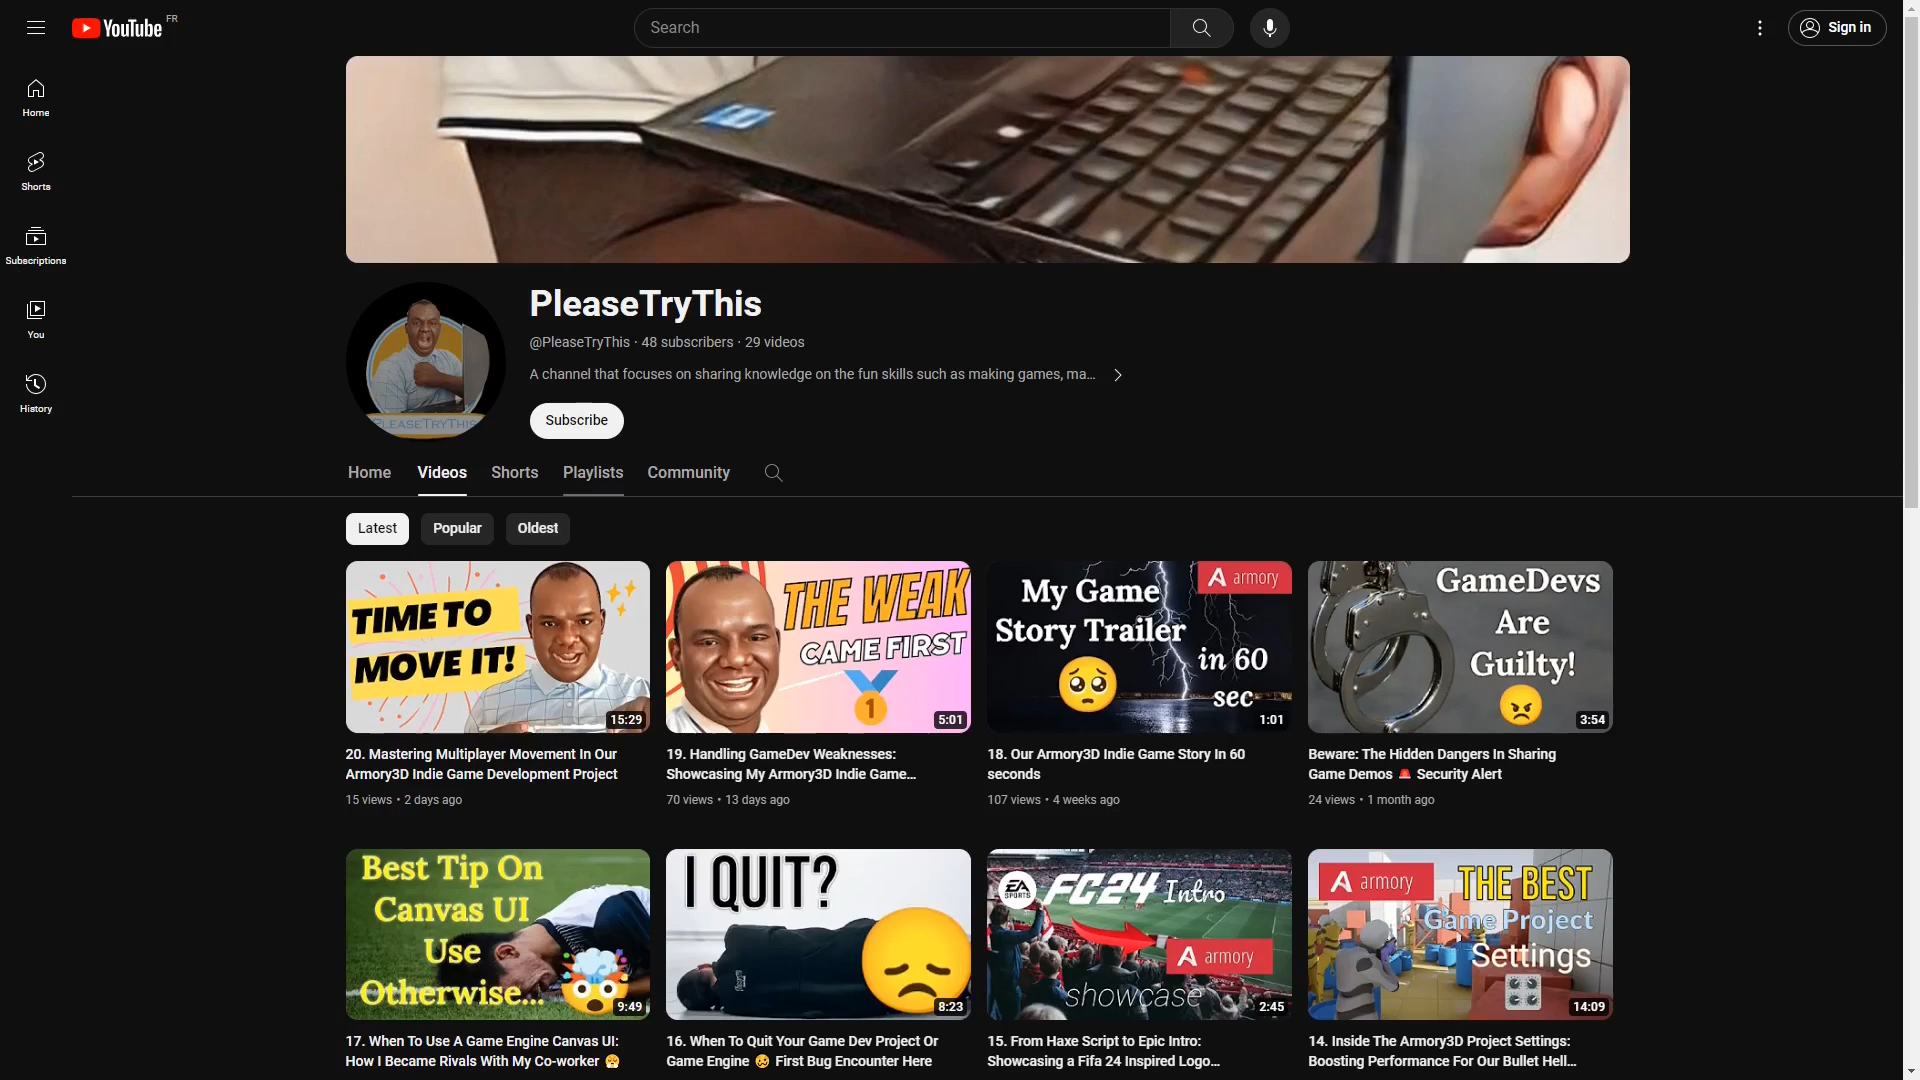 YouTube FR
Search
Sign in
Home
Shorts
Subscriptions
You
History
PleaseTryThis
@PleaseTryThis · 48 subscribers · 29 videos
A channel that focuses on sharing knowledge on the fun skills such as making games, ma...
PLEASETRYTHIS
Subscribe
Home Videos Shorts Playlists Community
Latest Popular Oldest
TIME TO
MOVE IT!
15:29
20. Mastering Multiplayer Movement In Our
Armory3D Indie Game Development Project
15 views • 2 days ago
THE WEAK
CAME FIRST
1
5:01
19. Handling GameDev Weaknesses:
Showcasing My Armory3D Indie Game...
70 views • 13 days ago
armory
My Game
Story Trailer
in 60
sec
1:01
18. Our Armory3D Indie Game Story In 60
seconds
107 views • 4 weeks ago
GameDevs
Are
Guilty!
3:54
Beware: The Hidden Dangers In Sharing
Game Demos 🚨 Security Alert
24 views • 1 month ago
Best Tip On
Canvas UI
Use
Otherwise...
9:49
17. When To Use A Game Engine Canvas UI:
How I Became Rivals With My Co-worker 😤
I QUIT?
8:23
16. When To Quit Your Game Dev Project Or
Game Engine 🥴 First Bug Encounter Here
EA
SPORTS
FC24 Intro
armory
showcase
2:45
15. From Haxe Script to Epic Intro:
Showcasing a Fifa 24 Inspired Logo...
armory
THE BEST
Game Project
Settings
14:09
14. Inside The Armory3D Project Settings:
Boosting Performance For Our Bullet Hell...